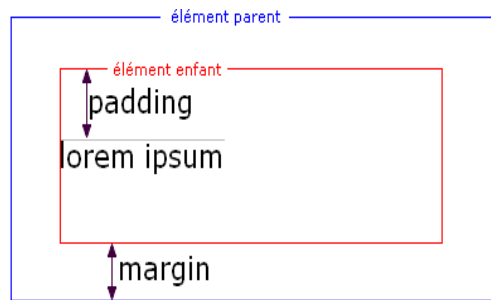 élément parent
élément enfant
padding
lorem ipsum
margin